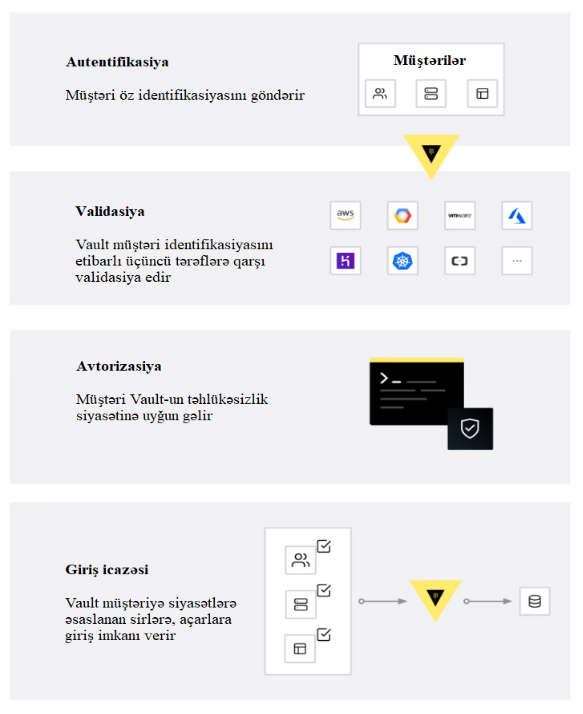 Autentifikasiya
Müştəri öz identifikasiyasını göndərir
Müştərilər
Validasiya
Vault müştəri identifikasiyasını
etibarlı üçüncü tərəflərə qarşı
validasiya edir
aws
vmware
Avtorizasiya
Müştəri Vault-un təhlükəsizlik
siyasətinə uyğun gəlir
Giriş icazəsi
Vault müştəriyə siyasətlərə
əsaslanan sirlərə, açarlara
giriş imkanı verir